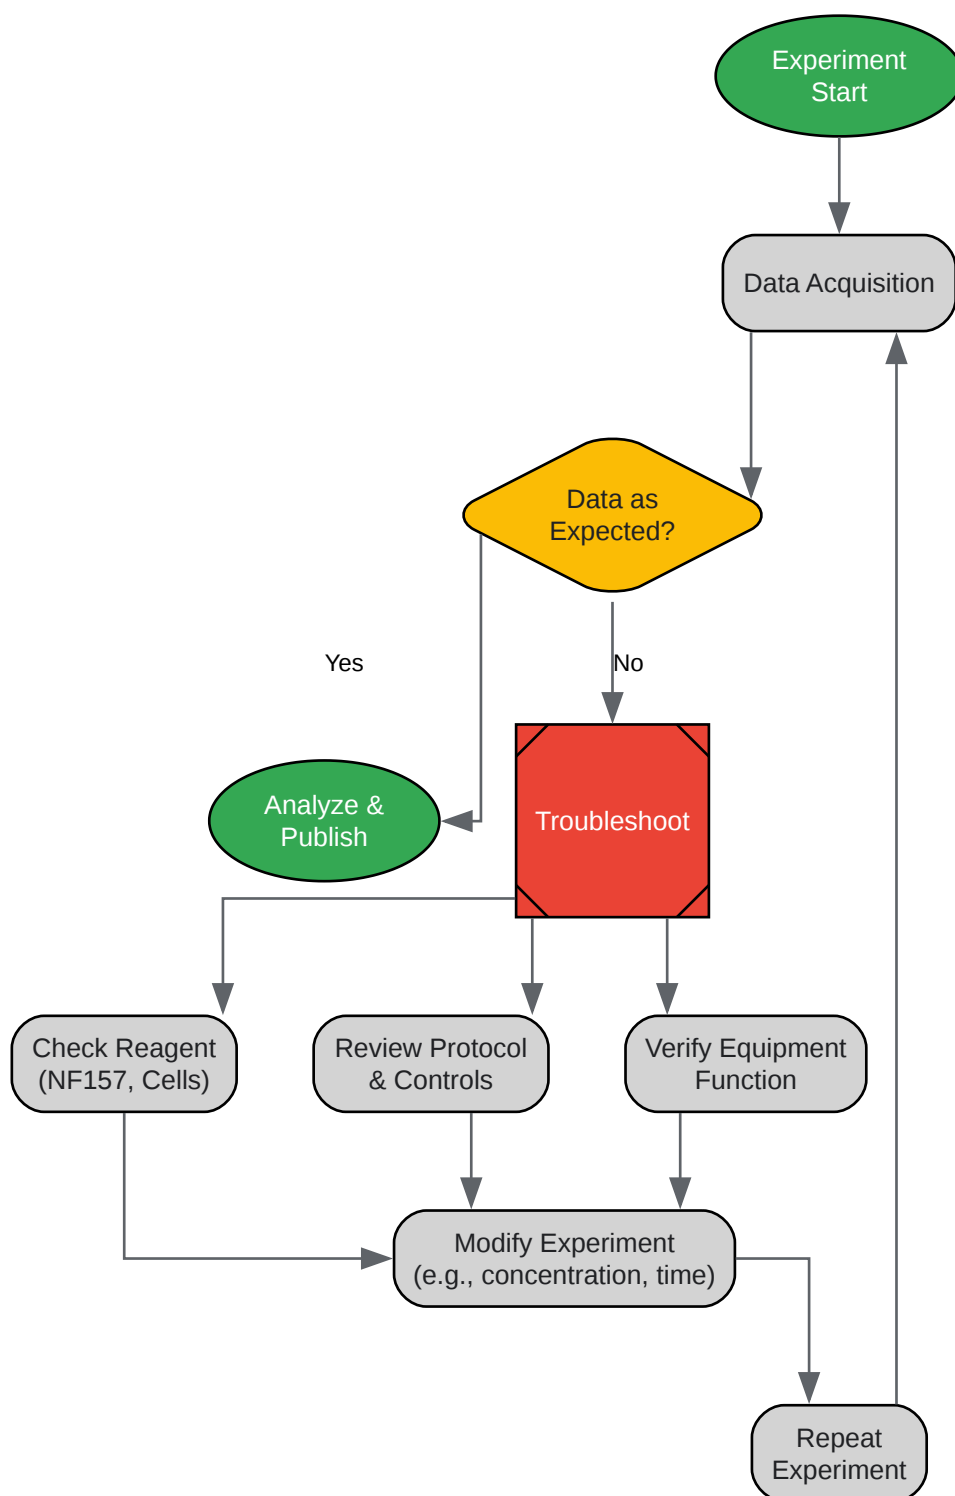 Experiment
Start
Data Acquisition
Data as
Expected?
Yes
No
Analyze &
Publish
Troubleshoot
Check Reagent
(NF157, Cells)
Review Protocol
& Controls
Verify Equipment
Function
Modify Experiment
(e.g., concentration, time)
Repeat
Experiment